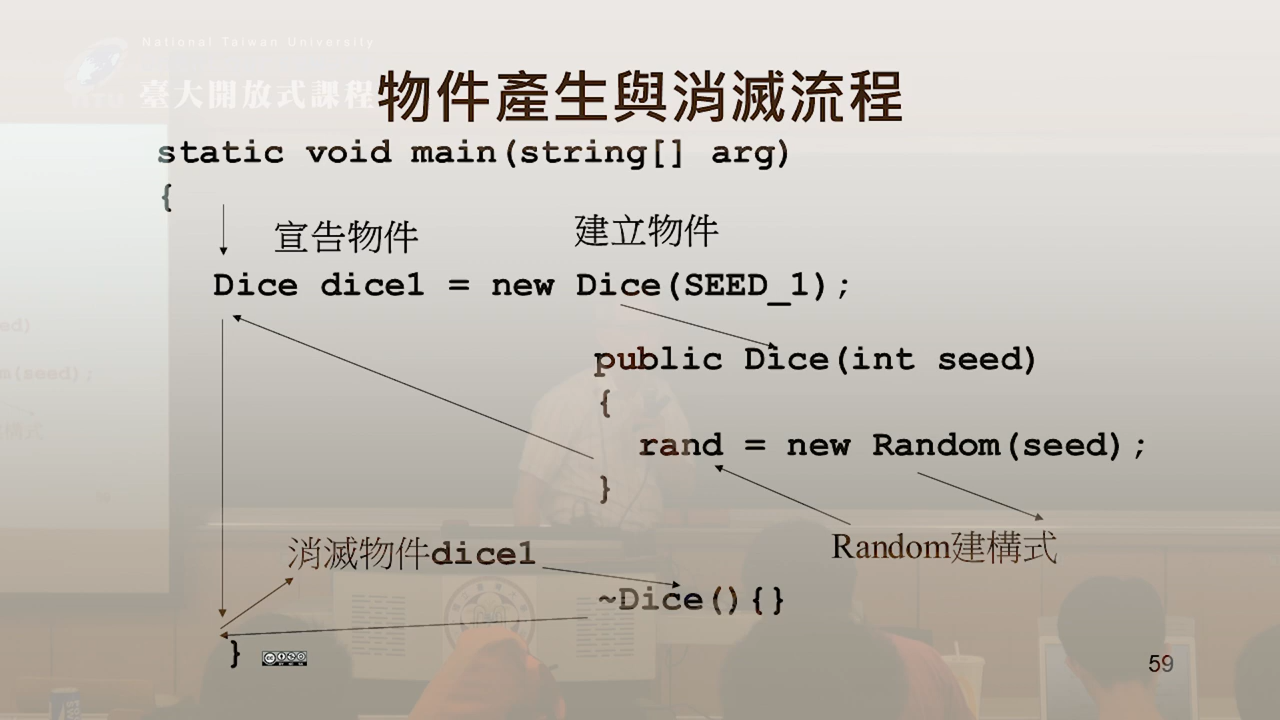 National Taiwan University
臺大開放式課程
物件產生與消滅流程
static void main(string[] arg)
{
宣告物件
建立物件
Dice dice1 = new Dice(SEED_1);
public Dice(int seed)
{
rand = new Random(seed);
}
消滅物件dice1
Random建構式
~Dice(){}
}
59